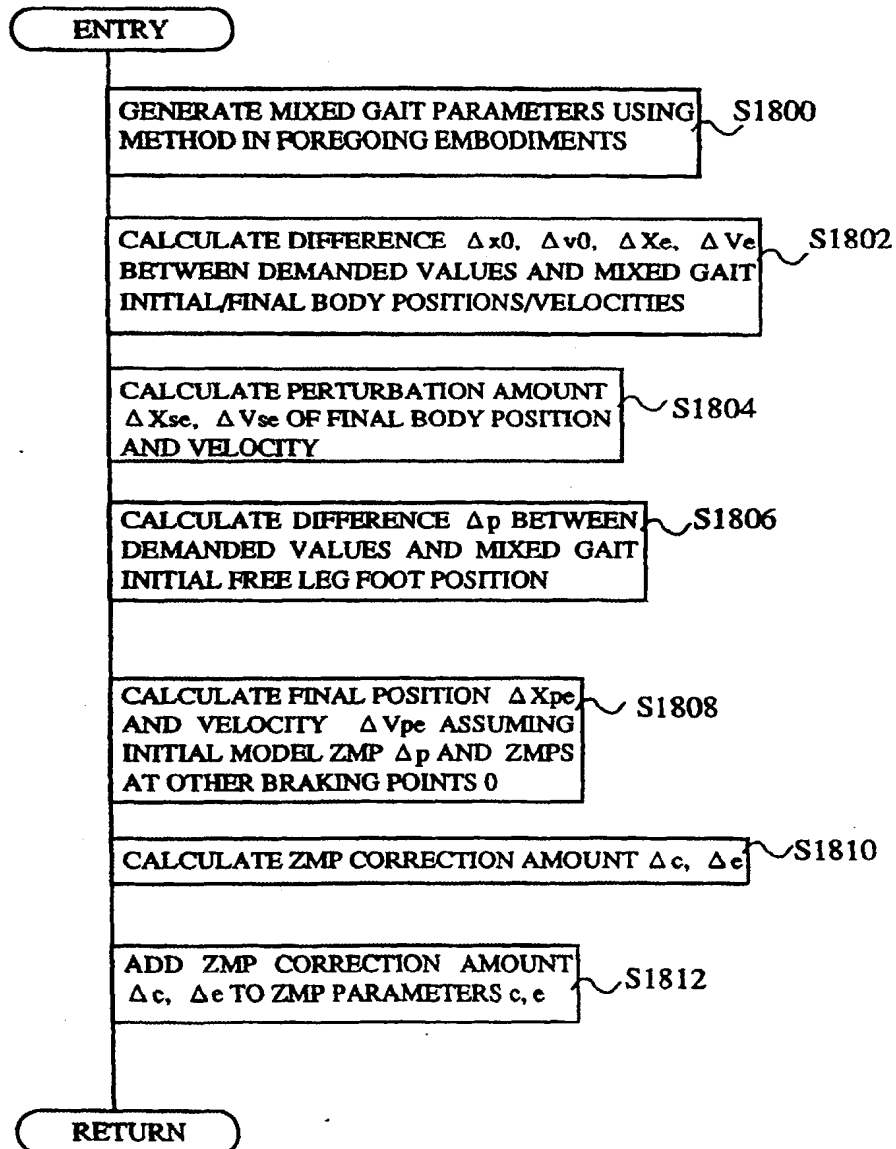 ENTRY
GENERATE MIXED GAIT PARAMETERS USING
METHOD IN FOREGOING EMBODIMENTS
S1800
CALCULATE DIFFERENCE Δx0, Δv0, ΔXe, ΔVe
BETWEEN DEMANDED VALUES AND MIXED GAIT
INITIAL/FINAL BODY POSITIONS/VELOCITIES
S1802
CALCULATE PERTURBATION AMOUNT
ΔXse, ΔVse OF FINAL BODY POSITION
AND VELOCITY
S1804
CALCULATE DIFFERENCE Δp BETWEEN
DEMANDED VALUES AND MIXED GAIT
INITIAL FREE LEG FOOT POSITION
S1806
CALCULATE FINAL POSITION ΔXpe
AND VELOCITY ΔVpe ASSUMING
INITIAL MODEL ZMP Δp AND ZMPS
AT OTHER BRAKING POINTS 0
S1808
CALCULATE ZMP CORRECTION AMOUNT Δc, Δe
S1810
ADD ZMP CORRECTION AMOUNT
Δc, Δe TO ZMP PARAMETERS c, e
S1812
RETURN